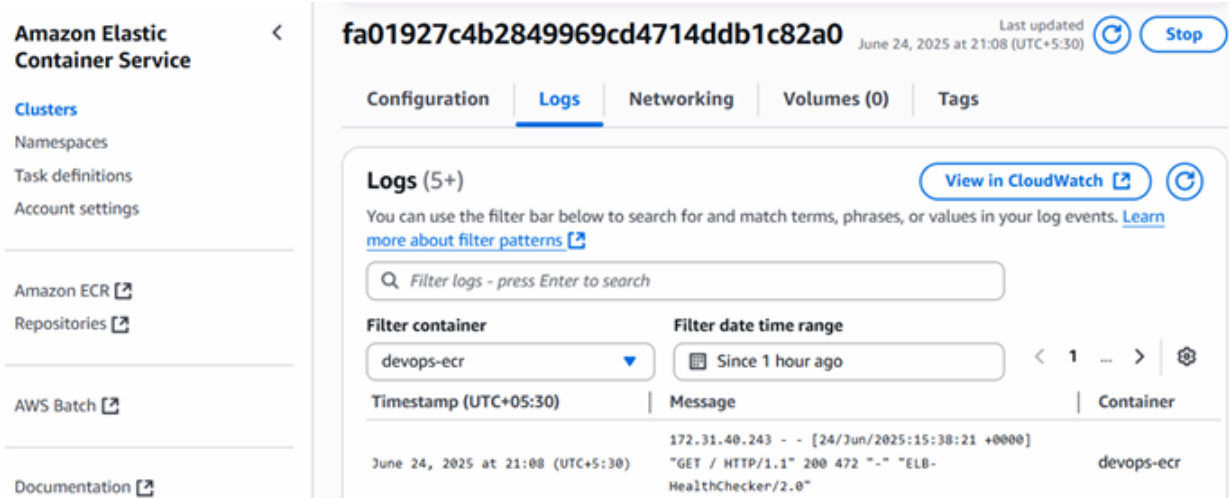 Amazon Elastic
Container Service
Clusters
Namespaces
Task definitions
Account settings
Amazon ECR
Repositories
AWS Batch
Documentation
fa01927c4b2849969cd4714ddb1c82a0
Last updated
June 24, 2025 at 21:08 (UTC+5:30)
Stop
Configuration
Logs
Networking
Volumes (0)
Tags
Logs (5+)
View in CloudWatch
You can use the filter bar below to search for and match terms, phrases, or values in your log events. Learn
more about filter patterns
Filter logs - press Enter to search
Filter container
Filter date time range
devops-ecr
Since 1 hour ago
1 ...
Timestamp (UTC+05:30)
Message
Container
June 24, 2025 at 21:08 (UTC+5:30)
172.31.40.243 - - [24/Jun/2025:15:38:21 +0000]
"GET / HTTP/1.1" 200 472 "-" "ELB-
HealthChecker/2.0"
devops-ecr